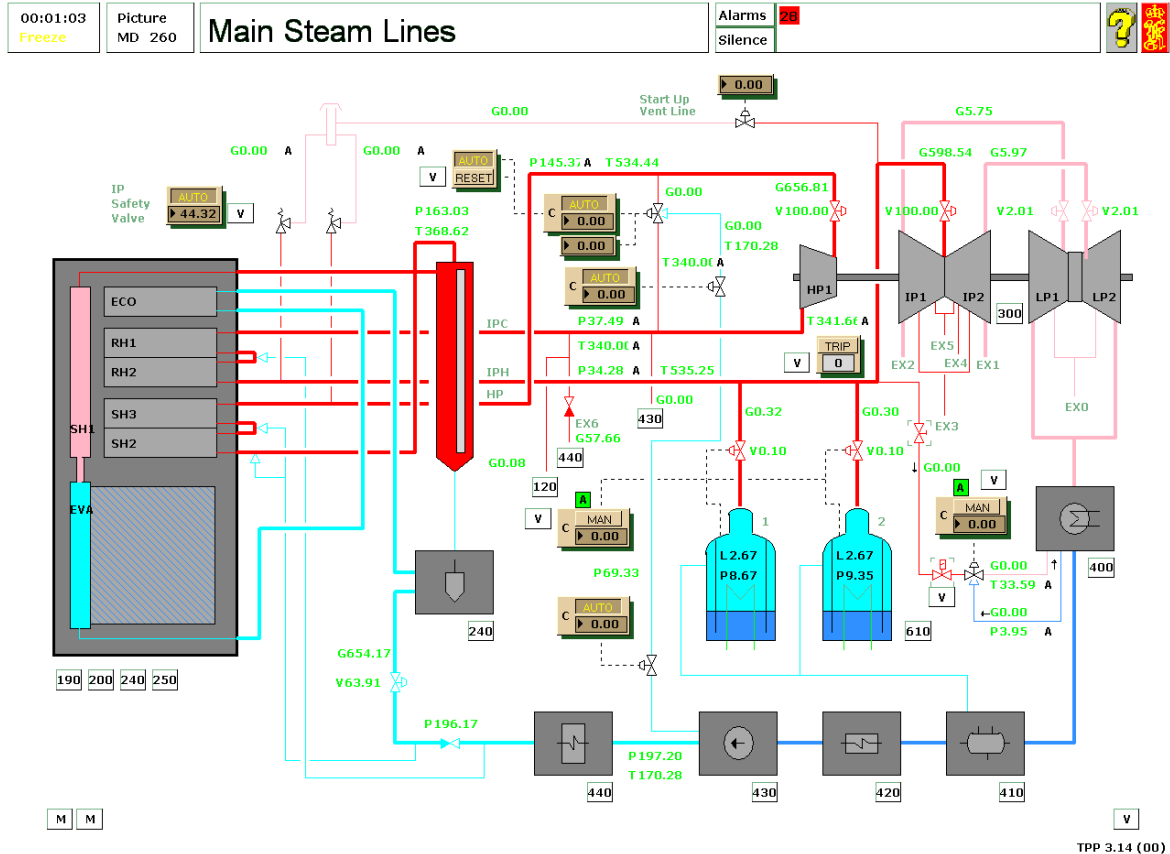 00:01:03
Freeze
Picture
MD 260
Main Steam Lines
Alarms
28
Silence
?
0.00
Start Up
Vent Line
G0.00
G5.75
G0.00 A
G0.00 A
AUTO
RESET
V
P145.37 A
T534.44
G598.54
G5.97
IP
Safety
Valve
AUTO
44.32
V
P163.03
T368.62
C
AUTO
0.00
0.00
G0.00
G656.81
V100.00
V100.00
V2.01
V2.01
G0.00
T170.28
T340.00 A
C
AUTO
0.00
HP1
IP1
IP2
LP1
LP2
300
ECO
RH1
RH2
SH3
SH2
SH1
EVA
IPC
P37.49 A
T340.00 A
T341.66 A
TRIP
0
V
EX5
EX2
EX4
EX1
IPH
P34.28 A
T535.25
HP
G0.00
430
EX0
EX6
G57.66
440
G0.32
G0.30
EX3
V0.10
V0.10
G0.08
120
A
V
C
MAN
0.00
G0.00
A
V
C
MAN
0.00
1
2
L2.67
P8.67
L2.67
P9.35
400
P69.33
G0.00
T33.59 A
V
G0.00
P3.95 A
C
AUTO
0.00
240
610
G654.17
V63.91
190
200
240
250
P196.17
P197.20
T170.28
440
430
420
410
M
M
V
TPP 3.14 (00)